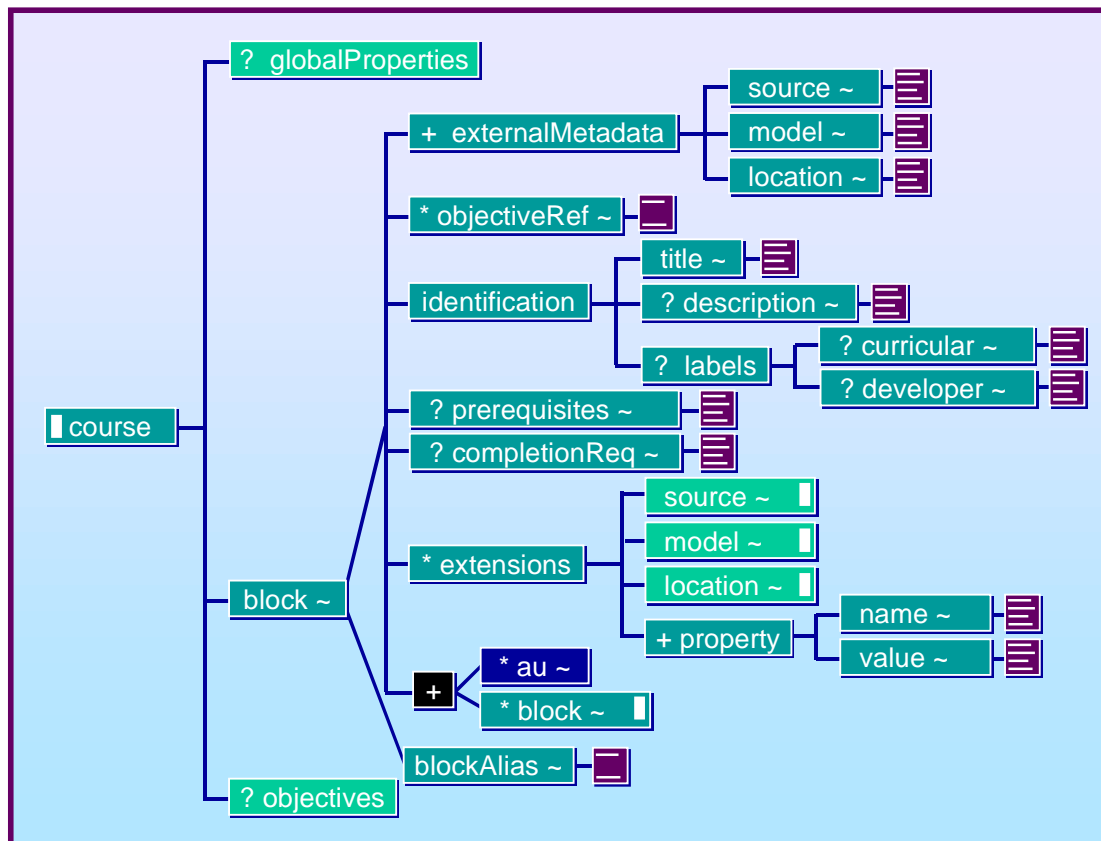 ? globalProperties
source ~
+ externalMetadata
model ~
location ~
* objectiveRef ~
title ~
identification
? description ~
? labels
? curricular ~
? developer ~
? prerequisites ~
course
? completionReq ~
source ~
model ~
* extensions
location ~
block ~
name ~
+ property
value ~
* au ~
+
* block ~
blockAlias ~
? objectives